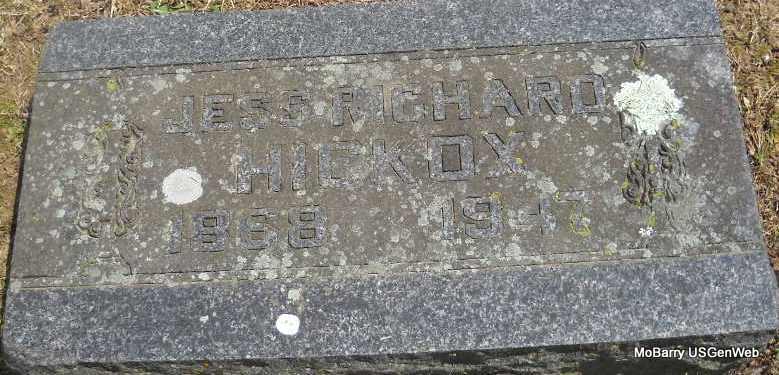 JESS RICHARD
HICKOX
1868 1947
MoBarry USGenWeb